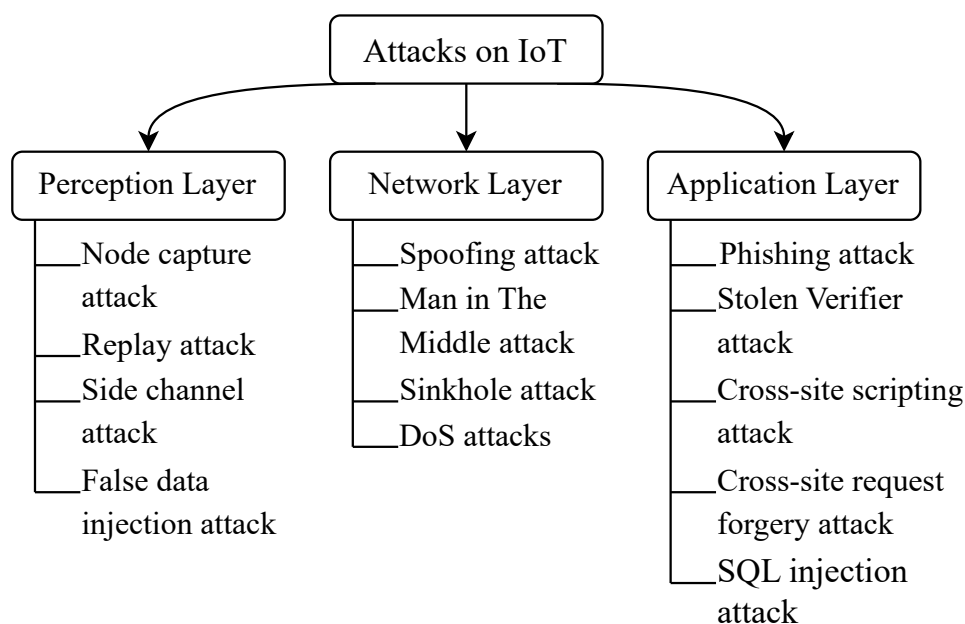 Attacks on IoT
Perception Layer
Node capture
attack
Replay attack
Side channel
attack
False data
injection attack
Network Layer
Spoofing attack
Man in The
Middle attack
Sinkhole attack
DoS attacks
Application Layer
Phishing attack
Stolen Verifier
attack
Cross-site scripting
attack
Cross-site request
forgery attack
SQL injection
attack